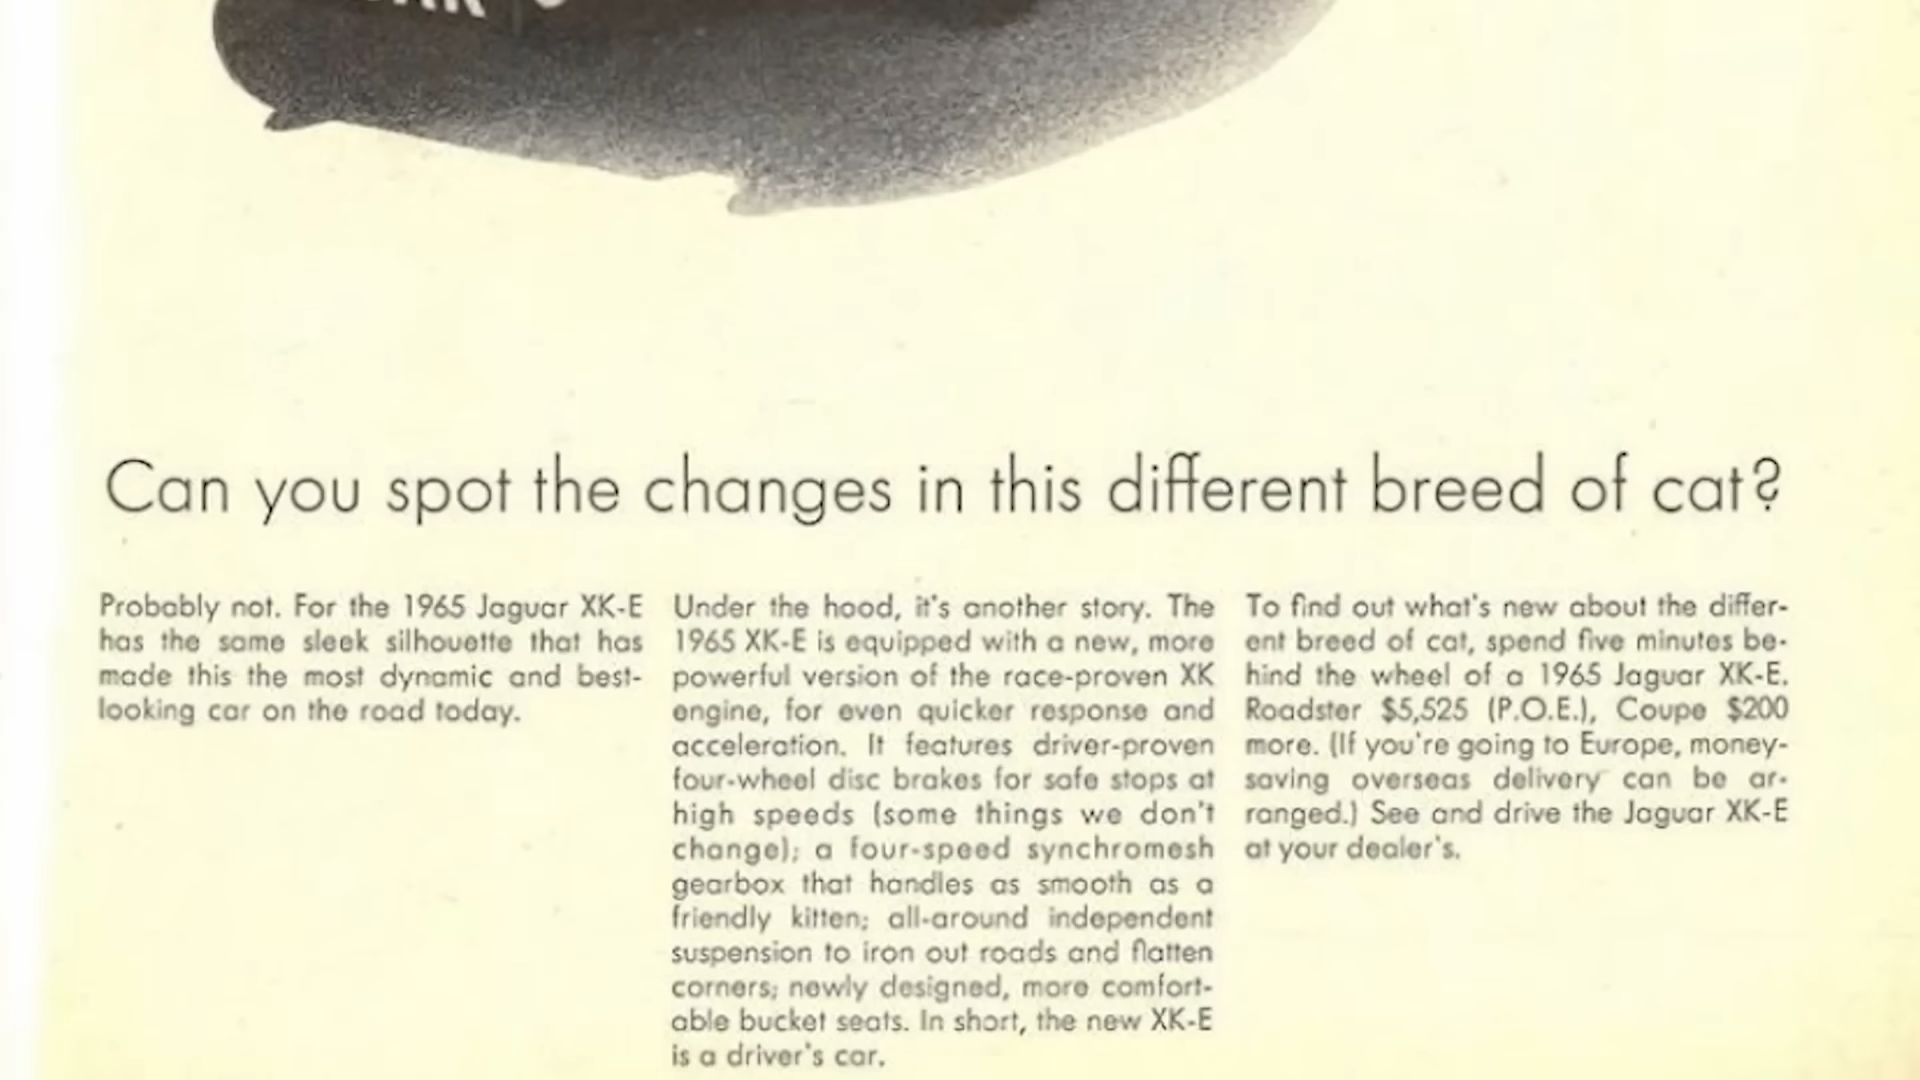 Can you spot the changes in this different breed of cat?
Probably not. For the 1965 Jaguar XK-E
has the same sleek silhouette that has
made this the most dynamic and best-
looking car on the road today.
Under the hood, it's another story. The
1965 XK-E is equipped with a new, more
powerful version of the race-proven XK
engine, for even quicker response and
acceleration. It features driver-proven
four-wheel disc brakes for safe stops at
high speeds (some things we don't
change); a four-speed synchromesh
gearbox that handles as smooth as a
friendly kitten; all-around independent
suspension to iron out roads and flatten
corners; newly designed, more comfort-
able bucket seats. In short, the new XK-E
is a driver's car.
To find out what's new about the differ-
ent breed of cat, spend five minutes be-
hind the wheel of a 1965 Jaguar XK-E.
Roadster $5,525 (P.O.E.), Coupe $200
more. (If you're going to Europe, money-
saving overseas delivery can be ar-
ranged.) See and drive the Jaguar XK-E
at your dealer's.